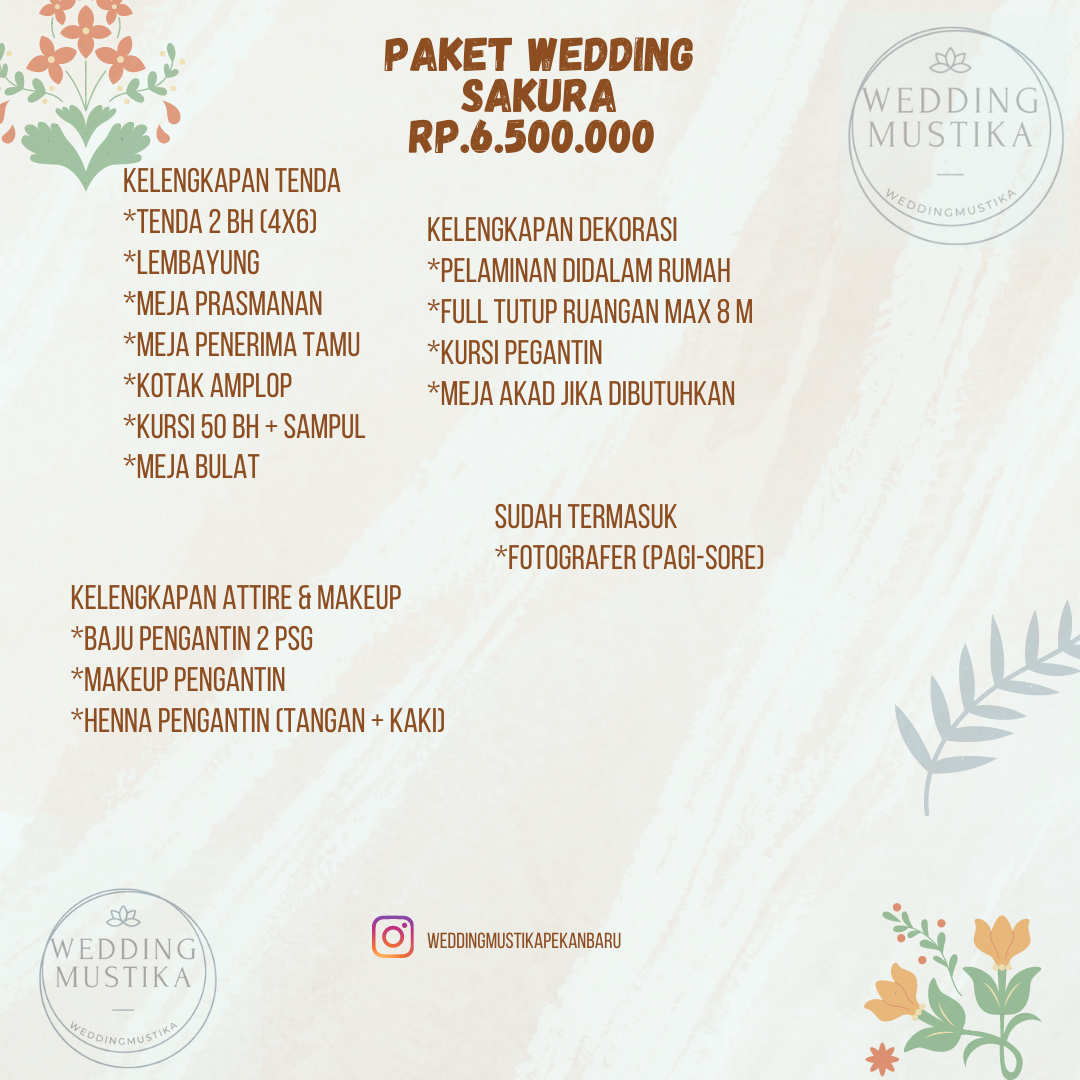 PAKET WEDDING
SAKURA
RP.6.500.000
WEDDING
MUSTIKA
WEDDINGMUSTIKA
KELENGKAPAN TENDA
*TENDA 2 BH (4X6)
*LEMBAYUNG
*MEJA PRASMANAN
*MEJA PENERIMA TAMU
*KOTAK AMPLOP
*KURSI 50 BH + SAMPUL
*MEJA BULAT
KELENGKAPAN DEKORASI
*PELAMINAN DIDALAM RUMAH
*FULL TUTUP RUANGAN MAX 8 M
*KURSI PEGANTIN
*MEJA AKAD JIKA DIBUTUHKAN
SUDAH TERMASUK
*FOTOGRAFER (PAGI-SORE)
KELENGKAPAN ATTIRE & MAKEUP
*BAJU PENGANTIN 2 PSG
*MAKEUP PENGANTIN
*HENNA PENGANTIN (TANGAN + KAKI)
WEDDING
MUSTIKA
WEDDINGMUSTIKA
WEDDINGMUSTIKAPEKANBARU